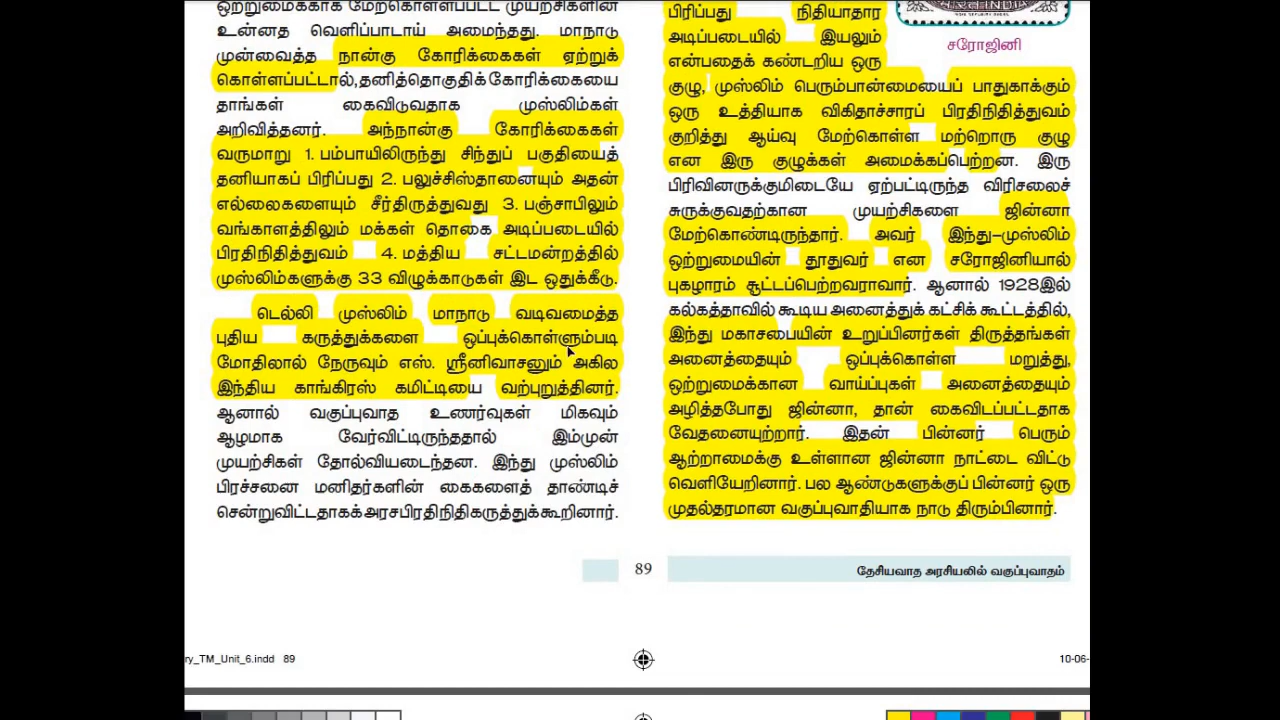 ஒற்றுமைக்காக மேற்கொள்ளப்பட்ட முயற்சிகளின்
உன்னத வெளிப்பாடாய் அமைந்தது. மாநாடு
முன்வைத்த நான்கு கோரிக்கைகள் ஏற்றுக்
கொள்ளப்பட்டால்,தனித்தொகுதிக்கோரிக்கையை
தாங்கள் கைவிடுவதாக முஸ்லிம்கள்
அறிவித்தனர். அந்நான்கு கோரிக்கைகள்
வருமாறு 1. பம்பாயிலிருந்து சிந்துப் பகுதியைத்
தனியாகப் பிரிப்பது 2. பலுச்சிஸ்தானையும் அதன்
எல்லைகளையும் சீர்திருத்துவது 3. பஞ்சாபிலும்
வங்காளத்திலும் மக்கள் தொகை அடிப்படையில்
பிரதிநிதித்துவம் 4. மத்திய சட்டமன்றத்தில்
முஸ்லிம்களுக்கு 33 விழுக்காடுகள் இட ஒதுக்கீடு.
டெல்லி முஸ்லிம் மாநாடு வடிவமைத்த
புதிய கருத்துக்களை ஒப்புக்கொள்ளும்படி
மோதிலால் நேருவும் எஸ். ஸ்ரீனிவாசனும் அகில
இந்திய காங்கிரஸ் கமிட்டியை வற்புறுத்தினர்.
ஆனால் வகுப்புவாத உணர்வுகள் மிகவும்
ஆழமாக வேர்விட்டிருந்ததால் இம்முன்
முயற்சிகள் தோல்வியடைந்தன. இந்து முஸ்லிம்
பிரச்சனை மனிதர்களின் கைகளைத் தாண்டிச்
சென்றுவிட்டதாகக்அரசபிரதிநிதிகருத்துக்கூறினார்.
பிரிப்பது நிதியாதார
அடிப்படையில் இயலும்
என்பதைக் கண்டறிய ஒரு
குழு, முஸ்லிம் பெரும்பான்மையைப் பாதுகாக்கும்
ஒரு உத்தியாக விகிதாச்சாரப் பிரதிநிதித்துவம்
குறித்து ஆய்வு மேற்கொள்ள மற்றொரு குழு
என இரு குழுக்கள் அமைக்கப்பெற்றன. இரு
பிரிவினருக்குமிடையே ஏற்பட்டிருந்த விரிசலைச்
சுருக்குவதற்கான முயற்சிகளை ஜின்னா
மேற்கொண்டிருந்தார். அவர் இந்து–முஸ்லிம்
ஒற்றுமையின் தூதுவர் என சரோஜினியால்
புகழாரம் சூட்டப்பெற்றவராவார். ஆனால் 1928இல்
கல்கத்தாவில் கூடிய அனைத்துக் கட்சிக் கூட்டத்தில்,
இந்து மகாசபையின் உறுப்பினர்கள் திருத்தங்கள்
அனைத்தையும் ஒப்புக்கொள்ள மறுத்து,
ஒற்றுமைக்கான வாய்ப்புகள் அனைத்தையும்
அழித்தபோது ஜின்னா, தான் கைவிடப்பட்டதாக
வேதனையுற்றார். இதன் பின்னர் பெரும்
ஆற்றாமைக்கு உள்ளான ஜின்னா நாட்டை விட்டு
வெளியேறினார். பல ஆண்டுகளுக்குப் பின்னர் ஒரு
முதல்தரமான வகுப்புவாதியாக நாடு திரும்பினார்.
சரோஜினி
89
தேசியவாத அரசியலில் வகுப்புவாதம்
ry_TM_Unit_6.indd 89
10-06-